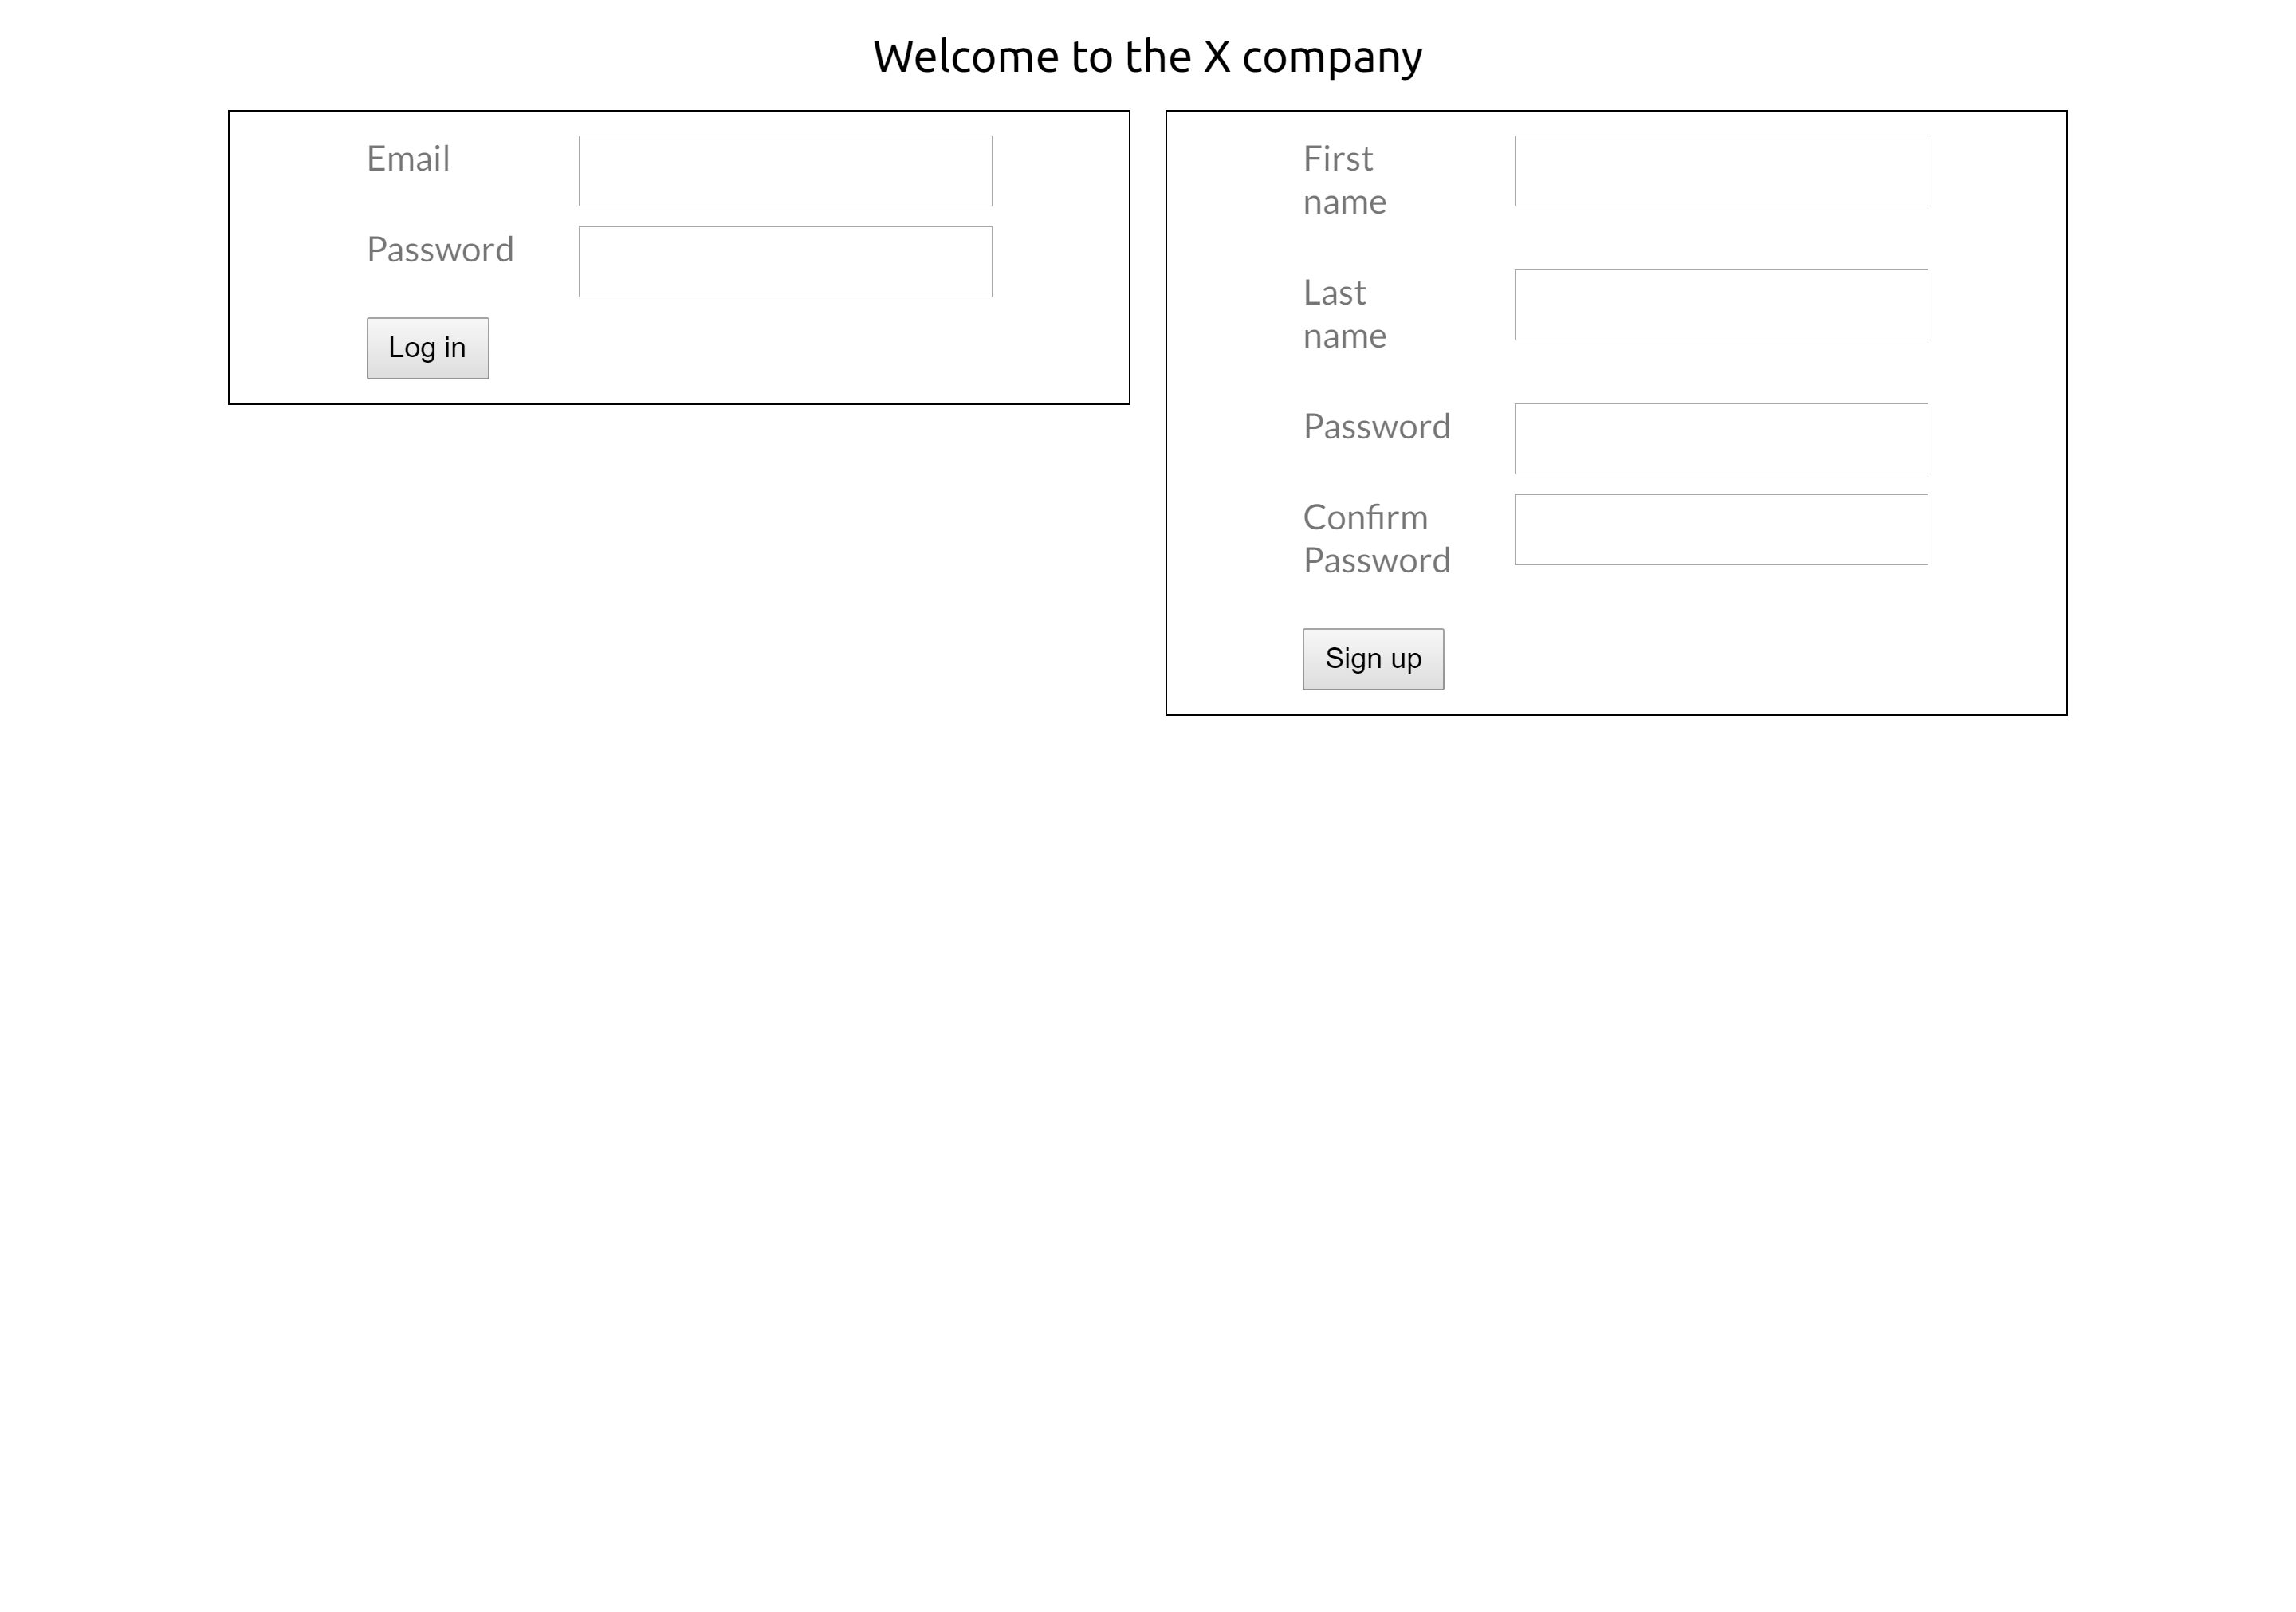 Welcome to the X company
Email
Password
Log in
First
name
Last
name
Password
Confirm
Password
Sign up